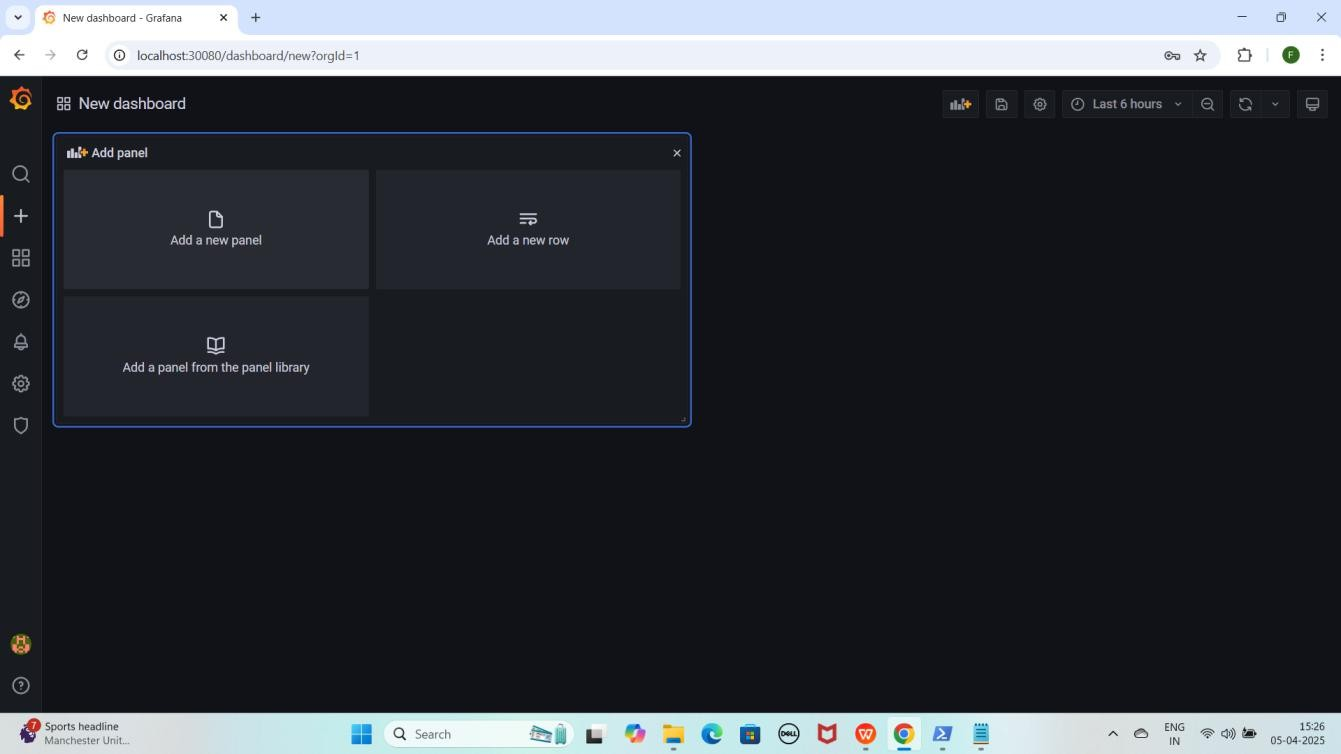 New dashboard - Grafana
localhost:30080/dashboard/new?orgId=1
F
New dashboard
Last 6 hours
Add panel
Add a new panel
Add a new row
Add a panel from the panel library
7
Sports headline
Manchester Unit...
Search
DELL
W
ENG
IN
15:26
05-04-2025